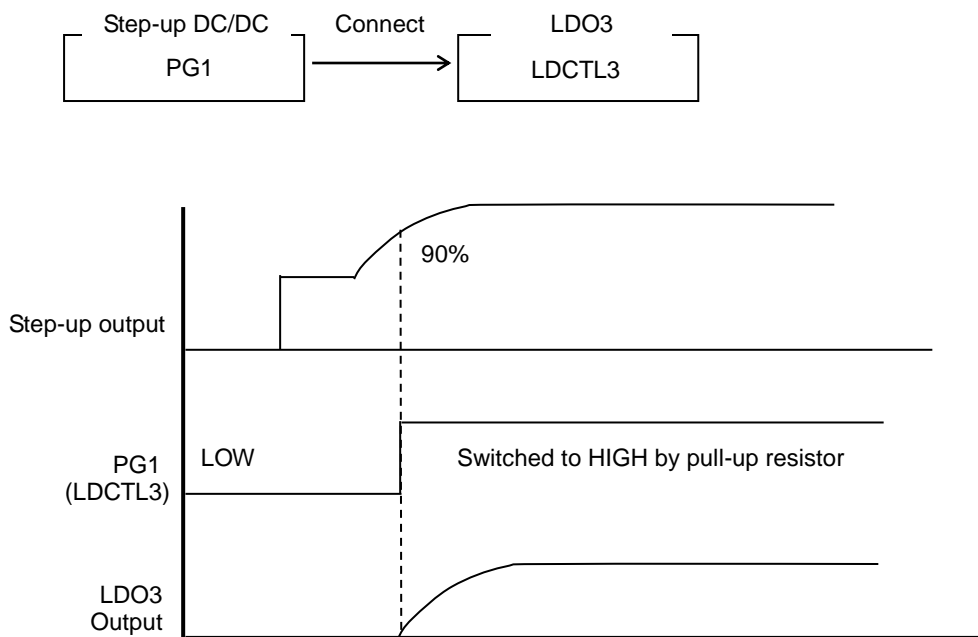 Step-up DC/DC
Connect
LDO3
PG1
LDCTL3
90%
Step-up output
LOW
Switched to HIGH by pull-up resistor
PG1
(LDCTL3)
LDO3
Output